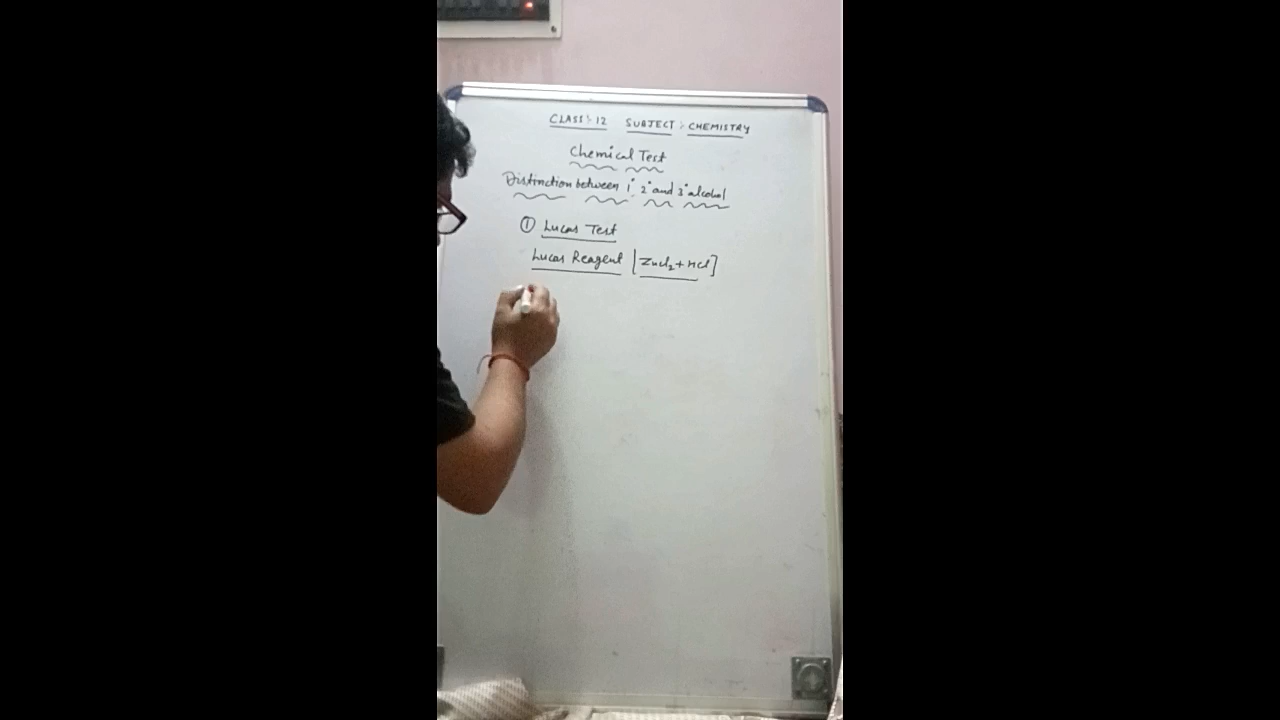 CLASS:- 12 SUBJECT:- CHEMISTRY
Chemical Test
Distinction between 1° 2° and 3° alcohol
① Lucas Test
Lucas Reagent [ZnCl₂ + HCl]